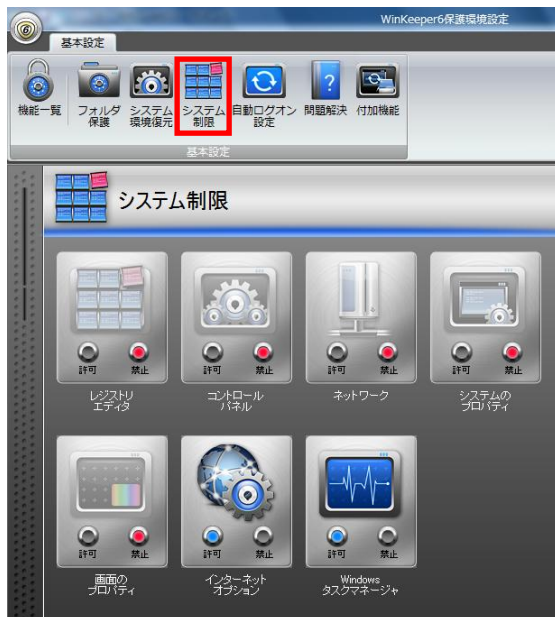 WinKeeper6保護環境設定
基本設定
機能一覧
フォルダ
保護
システム
環境復元
システム
制限
自動ログオン
設定
問題解決
付加機能
基本設定
システム制限
許可 禁止
許可 禁止
許可 禁止
許可 禁止
レジストリ
エディタ
コントロール
パネル
ネットワーク
システムの
プロパティ
許可 禁止
許可 禁止
許可 禁止
画面の
プロパティ
インターネット
オプション
Windows
タスクマネージャ